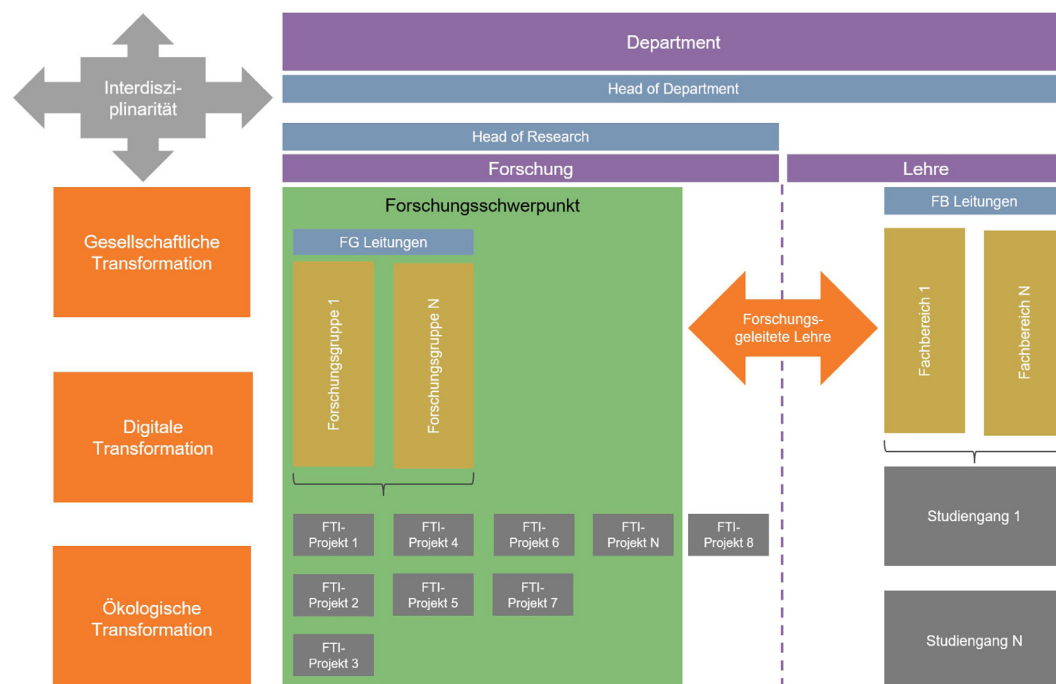 Interdiszi-
plinarität
Department
Head of Department
Head of Research
Forschung
Lehre
Gesellschaftliche
Transformation
Digitale
Transformation
Ökologische
Transformation
Forschungsschwerpunkt
FG Leitungen
Forschungsgruppe 1
Forschungsgruppe N
FTI-
Projekt 1
FTI-
Projekt 4
FTI-
Projekt 6
FTI-
Projekt N
FTI-
Projekt 8
FTI-
Projekt 2
FTI-
Projekt 5
FTI-
Projekt 7
FTI-
Projekt 3
Forschungs-
geleitete Lehre
FB Leitungen
Fachbereich 1
Fachbereich N
Studiengang 1
Studiengang N